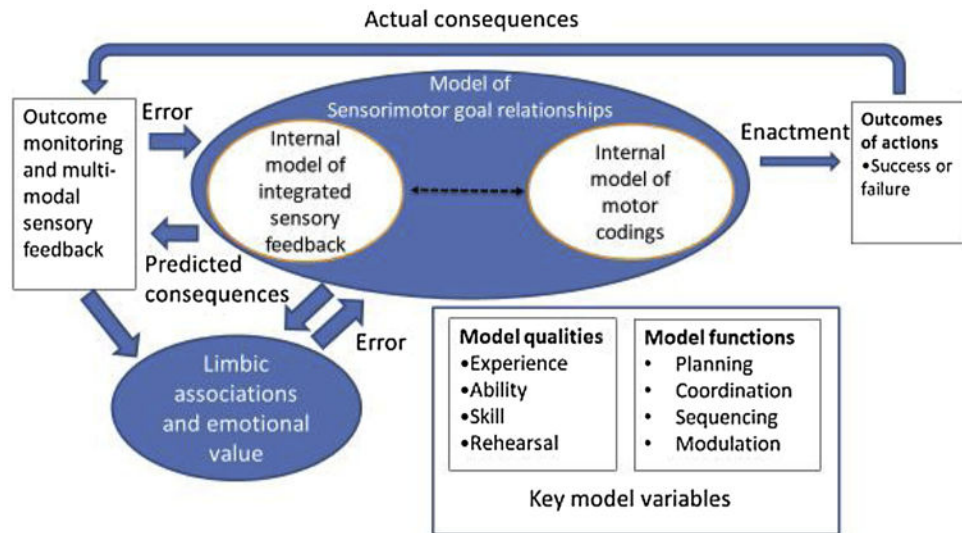 Actual consequences
Model of
Sensorimotor goal relationships
Outcome
monitoring
and multi-
modal
sensory
feedback
Error
Internal
model of
integrated
sensory
feedback
Internal
model of
motor
codings
Enactment
Outcomes
of actions
•Success or
failure
Predicted
consequences
Error
Limbic
associations
and emotional
value
Model qualities
•Experience
•Ability
•Skill
•Rehearsal
Model functions
• Planning
• Coordination
• Sequencing
• Modulation
Key model variables